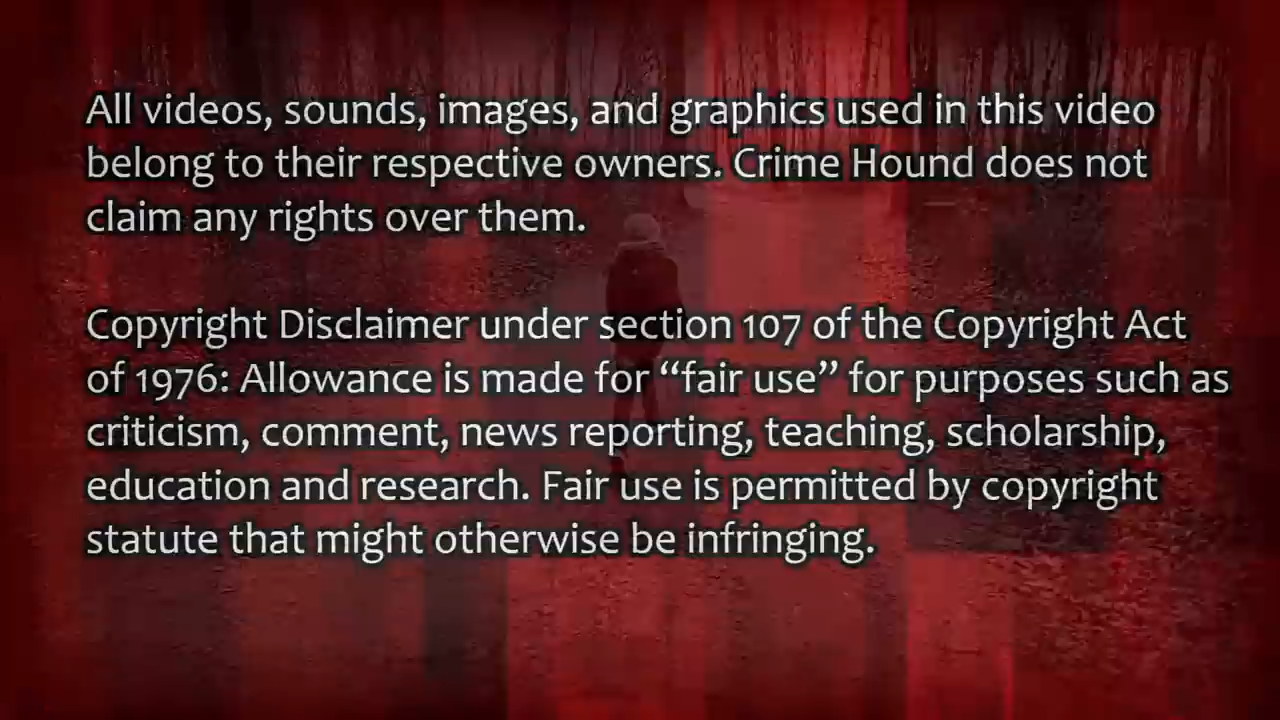 All videos, sounds, images, and graphics used in this video
belong to their respective owners. Crime Hound does not
claim any rights over them.
Copyright Disclaimer under section 107 of the Copyright Act
of 1976: Allowance is made for “fair use” for purposes such as
criticism, comment, news reporting, teaching, scholarship,
education and research. Fair use is permitted by copyright
statute that might otherwise be infringing.